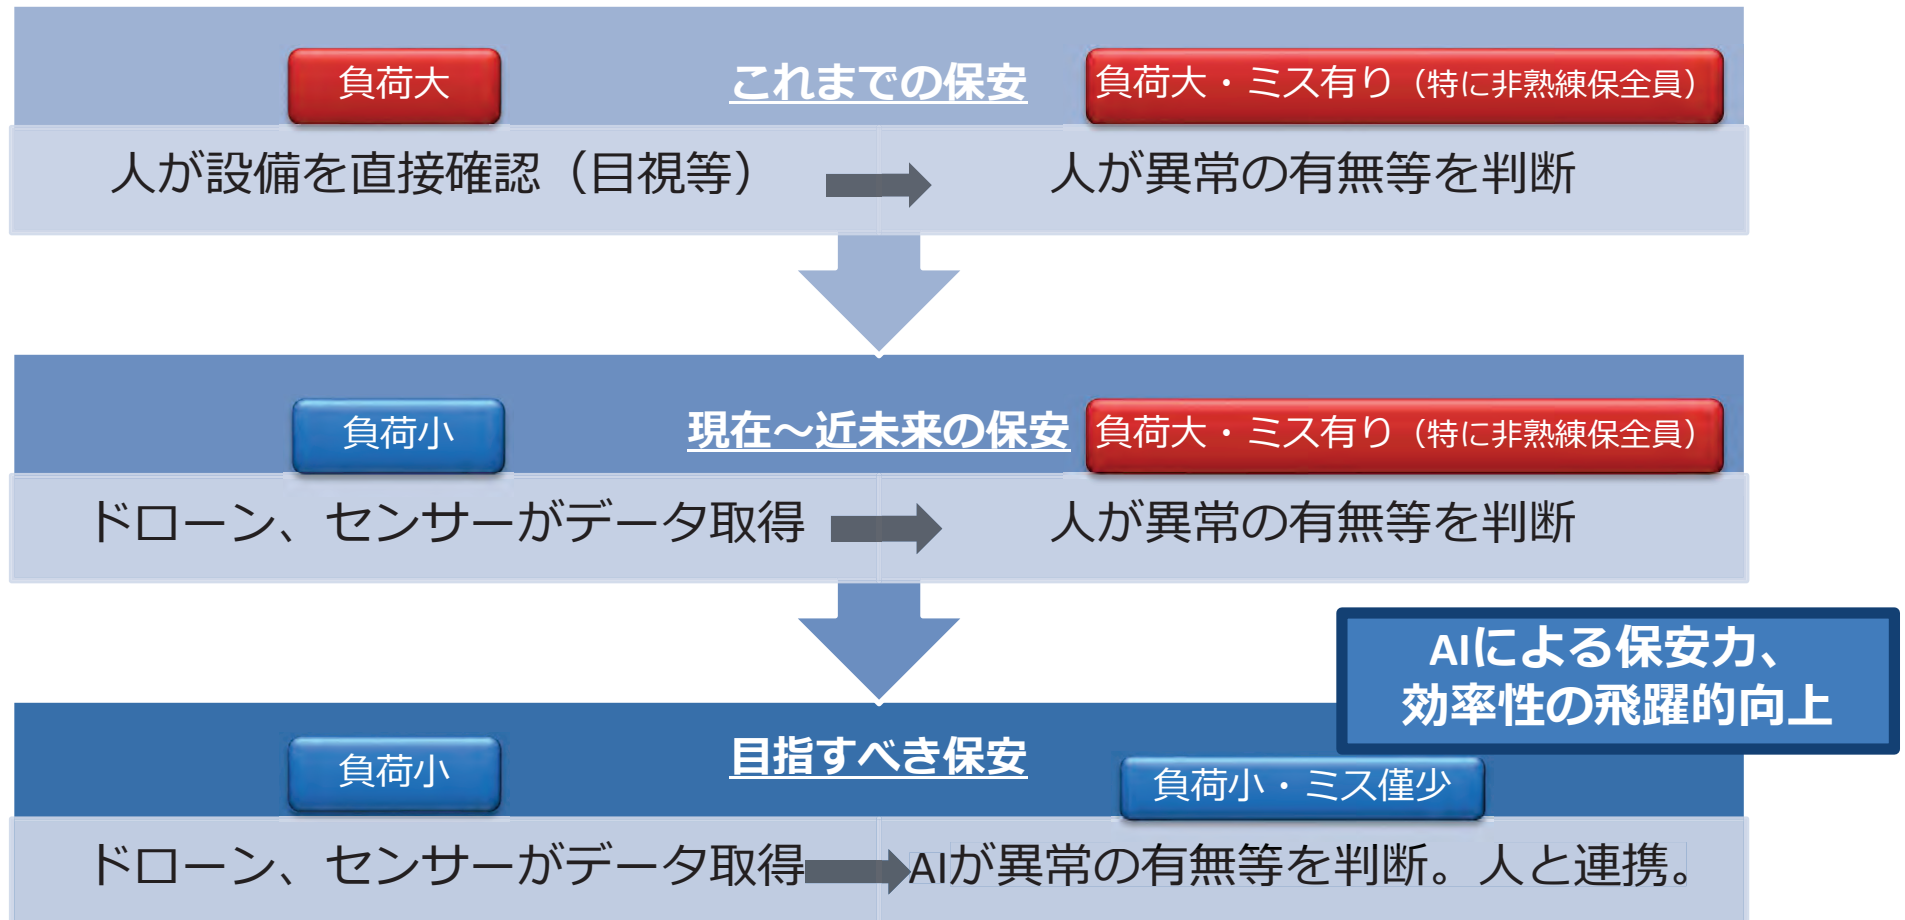 負荷大
これまでの保安
負荷大・ミス有り（特に非熟練保全員）
人が設備を直接確認（目視等）
人が異常の有無等を判断
負荷小
現在～近未来の保安
負荷大・ミス有り（特に非熟練保全員）
ドローン、センサーがデータ取得
人が異常の有無等を判断
AIによる保安力、
効率性の飛躍的向上
負荷小
目指すべき保安
負荷小・ミス僅少
ドローン、センサーがデータ取得
AIが異常の有無等を判断。人と連携。